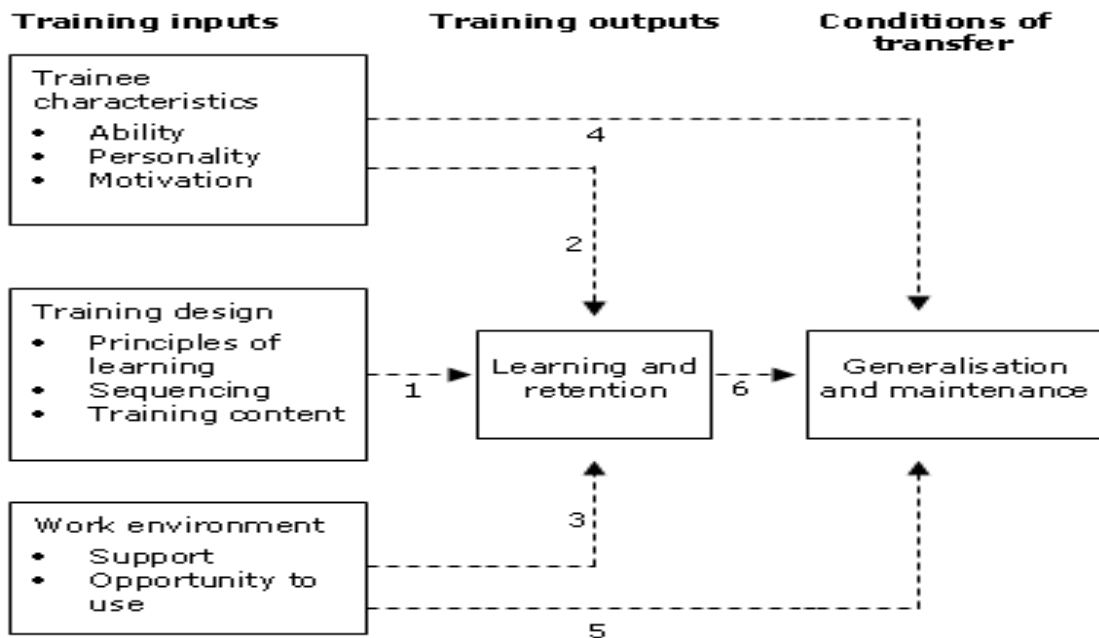 Training inputs
Training outputs
Conditions of
transfer
Trainee
characteristics
• Ability
• Personality
• Motivation
4
2
Training design
• Principles of
learning
• Sequencing
• Training content
1
Learning and
retention
6
Generalisation
and maintenance
Work environment
• Support
• Opportunity to
use
3
5